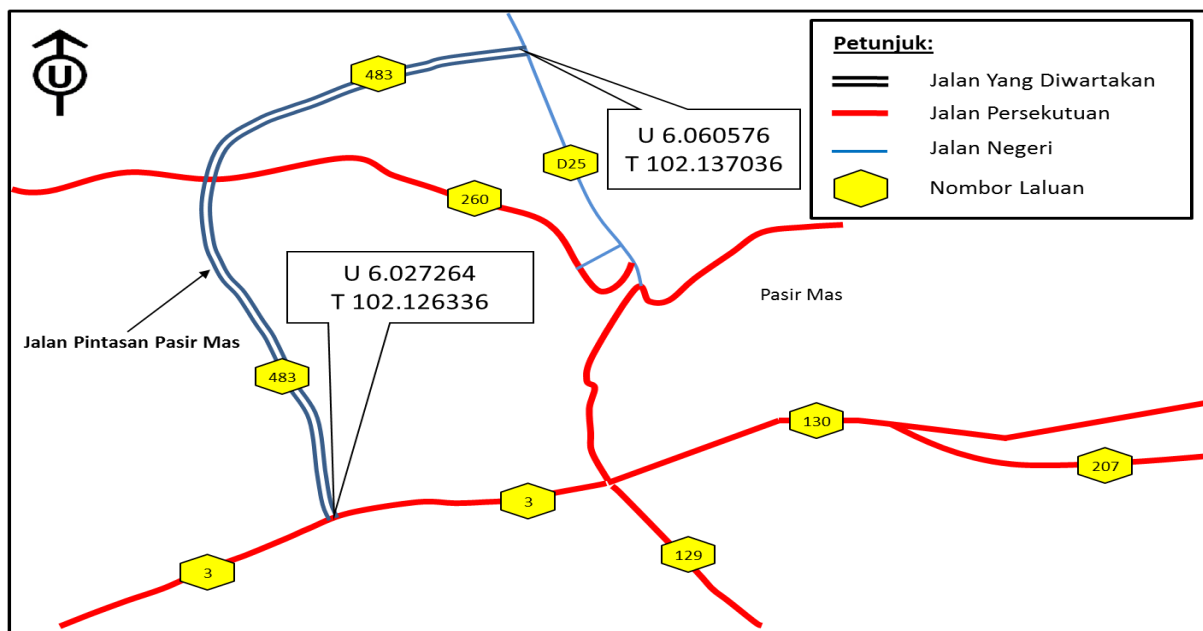 U
483
D25
U 6.060576
T 102.137036
Petunjuk:
Jalan Yang Diwartakan
Jalan Persekutuan
Jalan Negeri
Nombor Laluan
260
U 6.027264
T 102.126336
Pasir Mas
Jalan Pintasan Pasir Mas
483
130
207
3
129
3